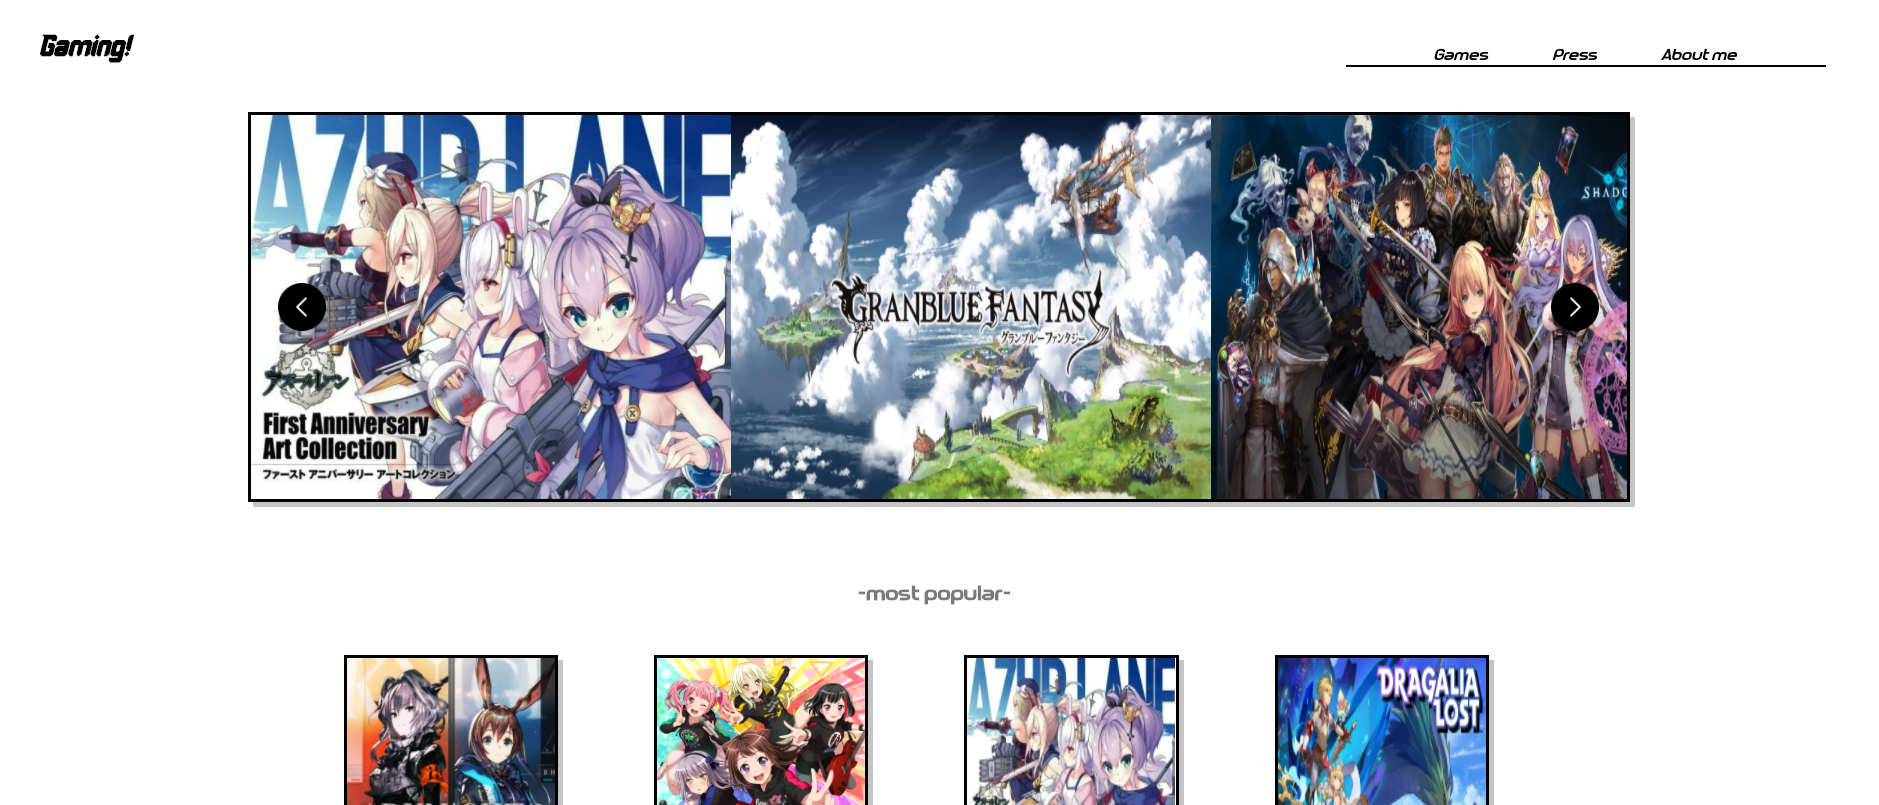 Gaming!
Games
Press
About me
AZUR LANE
アズールレーン
First Anniversary
Art Collection
ファースト アニバーサリー アートコレクション
GRANBLUE FANTASY
グランブルーファンタジー
SHADO
-most popular-
AZUR LANE
DRAGALIA
LOST